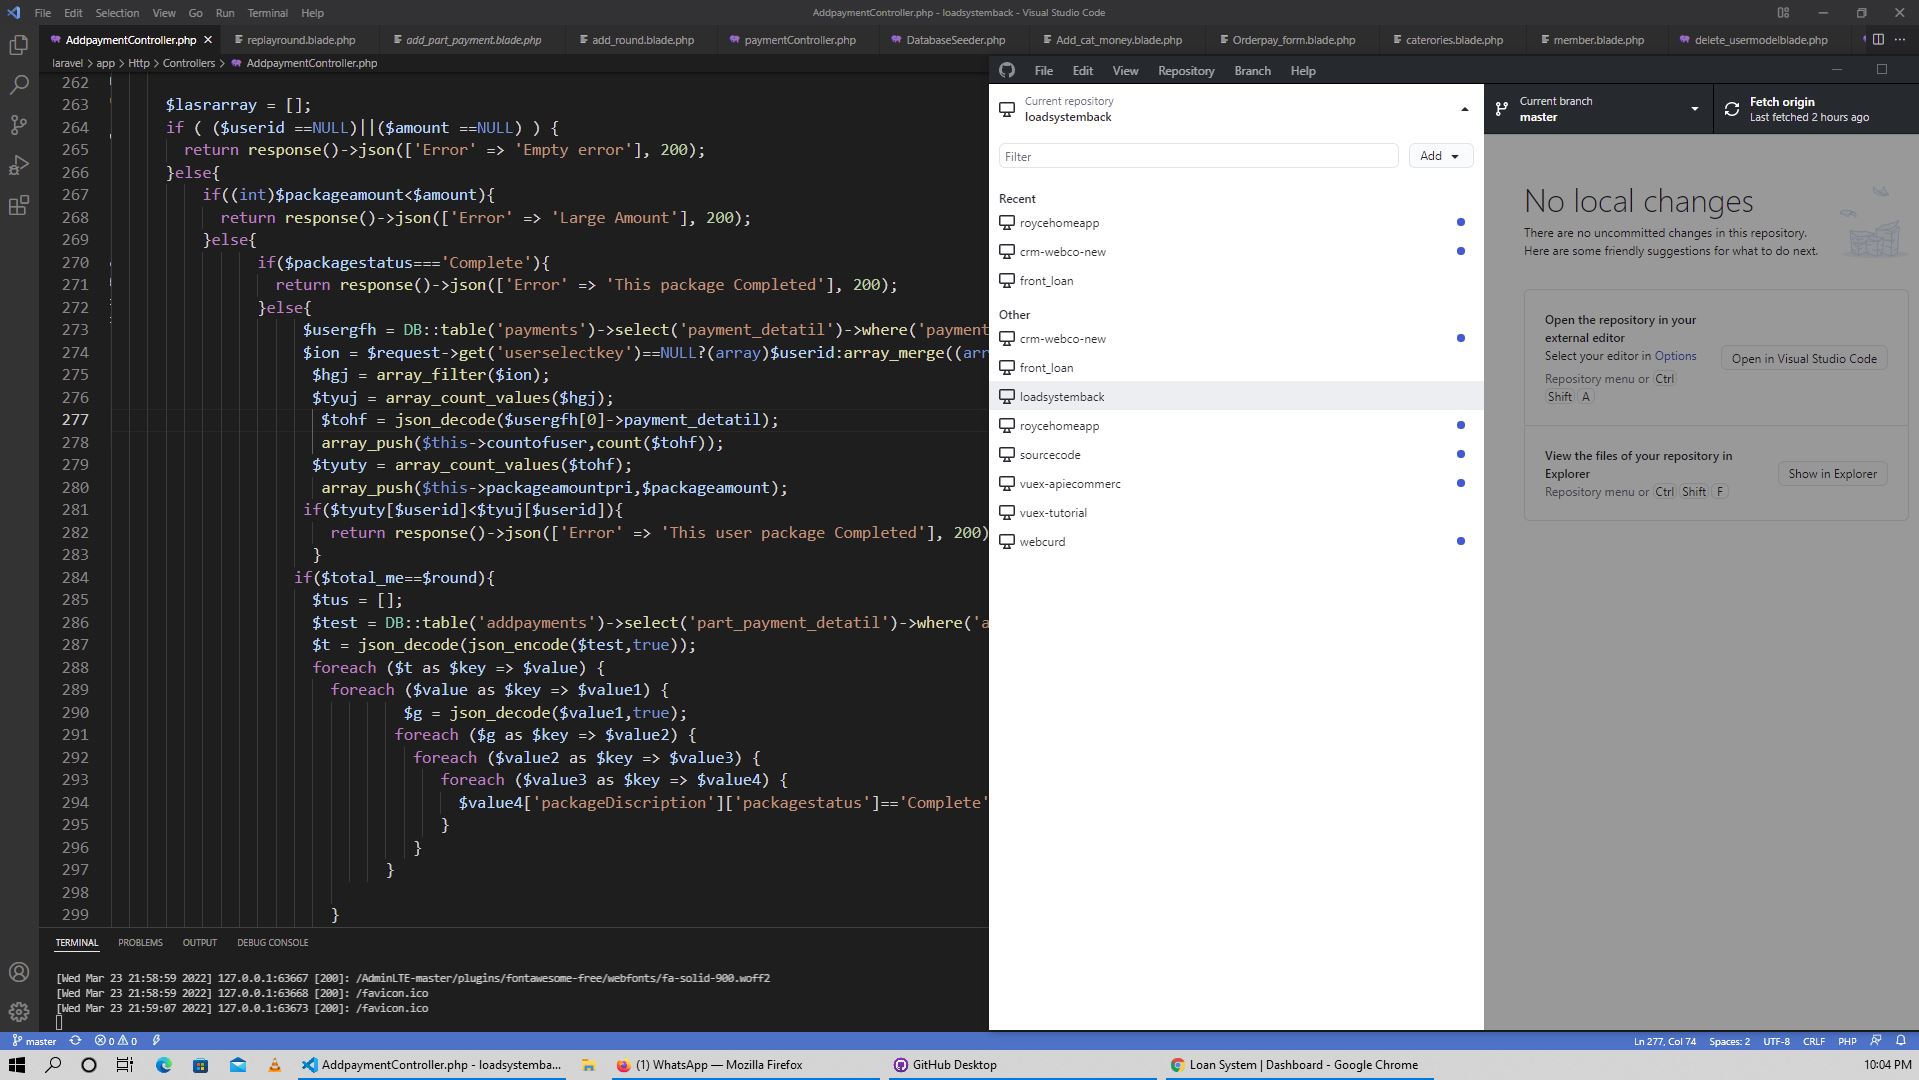 File Edit Selection View Go Run Terminal Help
AddpaymentController.php - loadsystemback - Visual Studio Code
AddpaymentController.php
replayround.blade.php
add_part_payment.blade.php
add_round.blade.php
paymentController.php
DatabaseSeeder.php
Add_cat_money.blade.php
Orderpay_form.blade.php
caterories.blade.php
member.blade.php
delete_usermodelblade.php
laravel > app > Http > Controllers > AddpaymentController.php
262
263 $lasrarray = [];
264 if ( ($userid ==NULL)||($amount ==NULL) ) {
265 return response()->json(['Error' => 'Empty error'], 200);
266 }else{
267 if((int)$packageamount<$amount){
268 return response()->json(['Error' => 'Large Amount'], 200);
269 }else{
270 if($packagestatus==='Complete'){
271 return response()->json(['Error' => 'This package Completed'], 200);
272 }else{
273 $usergfh = DB::table('payments')->select('payment_detatil')->where('payment
274 $ion = $request->get('userselectkey')==NULL?(array)$userid:array_merge((arr
275 $hgj = array_filter($ion);
276 $tyuj = array_count_values($hgj);
277 $tohf = json_decode($usergfh[0]->payment_detatil);
278 array_push($this->countofuser,count($tohf));
279 $tyuty = array_count_values($tohf);
280 array_push($this->packageamountpri,$packageamount);
281 if($tyuty[$userid]<$tyuj[$userid]){
282 return response()->json(['Error' => 'This user package Completed'], 200)
283 }
284 if($total_me==$round){
285 $tus = [];
286 $test = DB::table('addpayments')->select('part_payment_detatil')->where('a
287 $t = json_decode(json_encode($test,true));
288 foreach ($t as $key => $value) {
289 foreach ($value as $key => $value1) {
290 $g = json_decode($value1,true);
291 foreach ($g as $key => $value2) {
292 foreach ($value2 as $key => $value3) {
293 foreach ($value3 as $key => $value4) {
294 $value4['packageDiscription']['packagestatus']=='Complete'
295 }
296 }
297 }
298
299 }
TERMINAL PROBLEMS OUTPUT DEBUG CONSOLE
[Wed Mar 23 21:58:59 2022] 127.0.0.1:63667 [200]: /AdminLTE-master/plugins/fontawesome-free/webfonts/fa-solid-900.woff2
[Wed Mar 23 21:58:59 2022] 127.0.0.1:63668 [200]: /favicon.ico
[Wed Mar 23 21:59:07 2022] 127.0.0.1:63673 [200]: /favicon.ico
File Edit View Repository Branch Help
Current repository
loadsystemback
Current branch
master
Fetch origin
Last fetched 2 hours ago
Filter
Add
Recent
roycehomeapp
crm-webco-new
front_loan
Other
crm-webco-new
front_loan
loadsystemback
roycehomeapp
sourcecode
vuex-apiecommerc
vuex-tutorial
webcurd
No local changes
There are no uncommitted changes in this repository.
Here are some friendly suggestions for what to do next.
Open the repository in your
external editor
Select your editor in Options
Repository menu or Ctrl
Shift A
Open in Visual Studio Code
View the files of your repository in
Explorer
Repository menu or Ctrl Shift F
Show in Explorer
master 0 0
Ln 277, Col 74 Spaces: 2 UTF-8 CRLF PHP
AddpaymentController.php - loadsystemba...
(1) WhatsApp — Mozilla Firefox
GitHub Desktop
Loan System | Dashboard - Google Chrome
10:04 PM